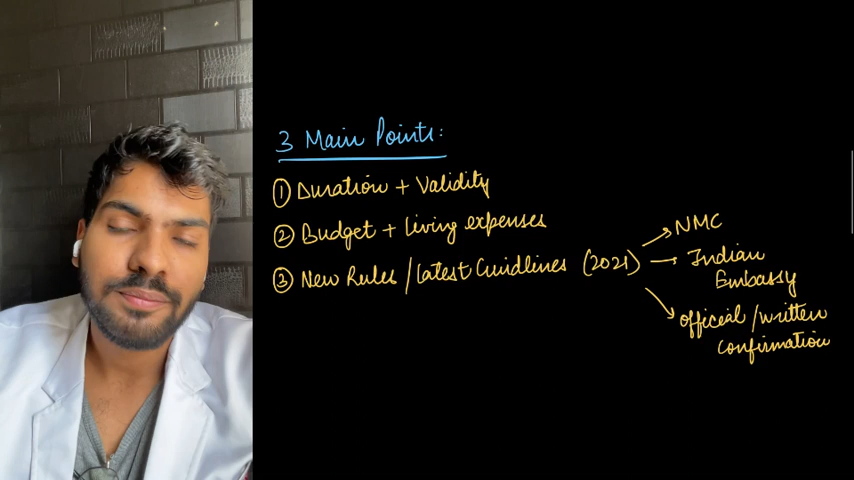 3 Main Points:
① Duration + Validity
② Budget + Living expenses
③ New Rules / Latest Guidlines (2021)
→ NMC
→ Indian
Embassy
→ official / written
confirmation